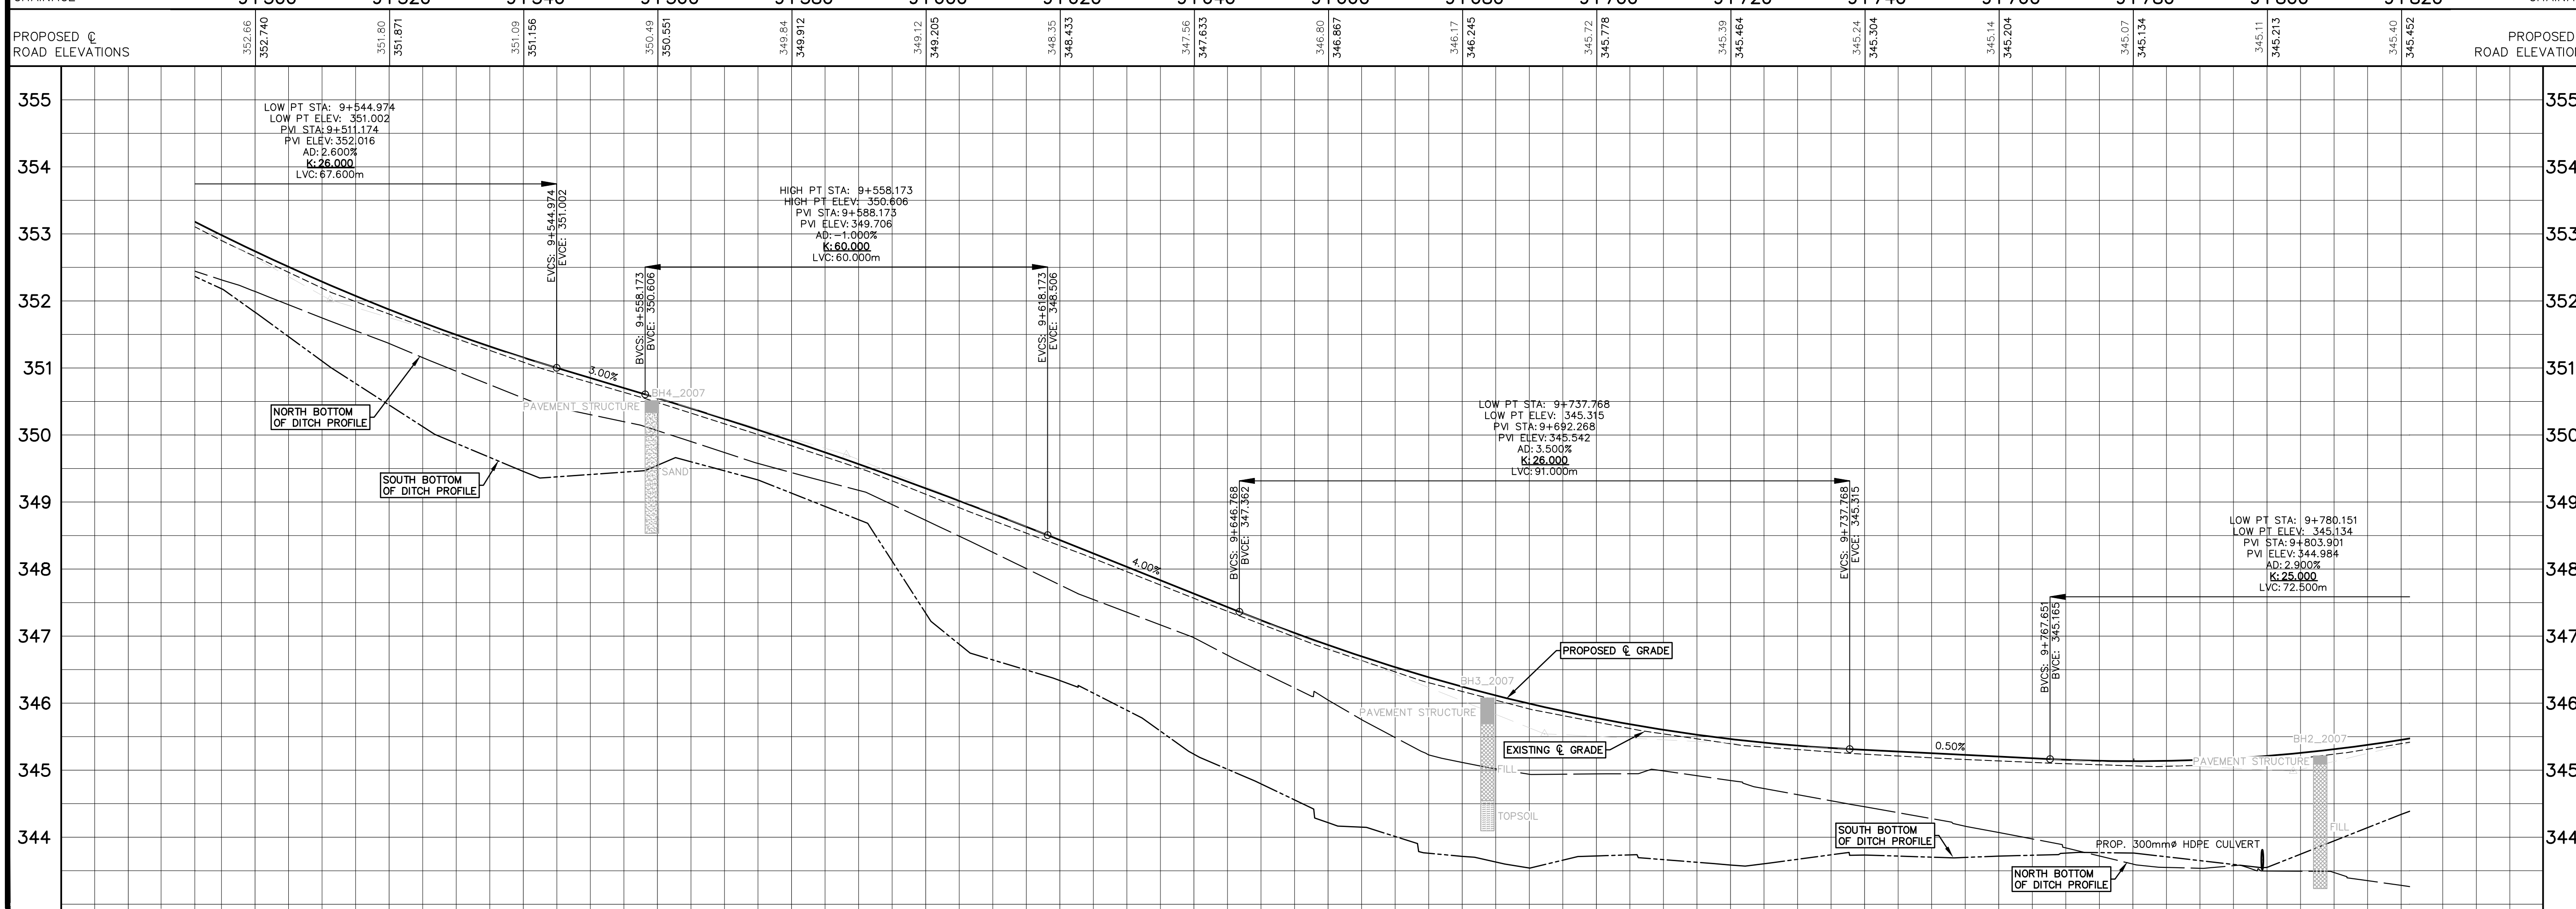 PROPOSED ℄
ROAD ELEVATIONS
352.66
352.740
351.80
351.871
351.09
351.156
350.49
350.551
349.84
349.912
349.12
349.205
348.35
348.433
347.56
347.633
346.80
346.867
346.17
346.245
345.72
345.778
345.39
345.464
345.24
345.304
345.14
345.204
345.07
345.134
345.11
345.213
345.40
345.452
PROPOSED
ROAD ELEVATION
355
354
353
352
351
350
349
348
347
346
345
344
LOW PT STA: 9+544.974
LOW PT ELEV: 351.002
PVI STA:9+511.174
PVI ELEV:352.016
AD:2.600%
K:26.000
LVC:67.600m
EVCS: 9+544.974
EVCE: 351.002
3.00%
HIGH PT STA: 9+558.173
HIGH PT ELEV: 350.606
PVI STA:9+588.173
PVI ELEV:349.706
AD:-1.000%
K:60.000
LVC:60.000m
BVCS: 9+558.173
BVCE: 350.606
EVCS: 9+618.173
EVCE: 348.506
BH4_2007
PAVEMENT STRUCTURE
SAND
NORTH BOTTOM
OF DITCH PROFILE
SOUTH BOTTOM
OF DITCH PROFILE
4.00%
LOW PT STA: 9+737.768
LOW PT ELEV: 345.315
PVI STA:9+692.268
PVI ELEV:345.542
AD:3.500%
K:26.000
LVC:91.000m
BVCS: 9+646.768
BVCE: 347.362
EVCS: 9+737.768
EVCE: 345.315
PROPOSED ℄ GRADE
BH3_2007
PAVEMENT STRUCTURE
EXISTING ℄ GRADE
FILL
TOPSOIL
0.50%
LOW PT STA: 9+780.151
LOW PT ELEV: 345.134
PVI STA:9+803.901
PVI ELEV:344.984
AD:2.900%
K:25.000
LVC:72.500m
BVCS: 9+767.651
BVCE: 345.165
BH2_2007
PAVEMENT STRUCTURE
FILL
SOUTH BOTTOM
OF DITCH PROFILE
PROP. 300mmø HDPE CULVERT
NORTH BOTTOM
OF DITCH PROFILE
355
354
353
352
351
350
349
348
347
346
345
344